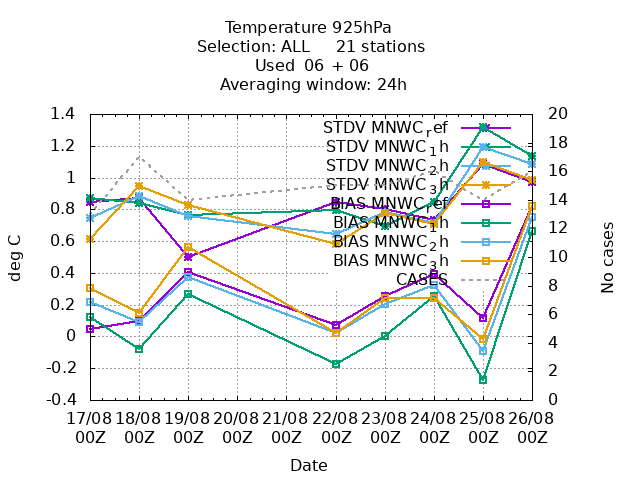 Temperature 925hPa
Selection: ALL 21 stations
Used 06 + 06
Averaging window: 24h
1.4
1.2
1
0.8
0.6
0.4
0.2
0
-0.2
-0.4
deg C
20
18
16
14
12
10
8
6
4
2
0
No cases
STDV MNWC_ref
STDV MNWC_1h
STDV MNWC_2h
STDV MNWC_3h
BIAS MNWC_ref
BIAS MNWC_1h
BIAS MNWC_2h
BIAS MNWC_3h
CASES
17/08 18/08 19/08 20/08 21/08 22/08 23/08 24/08 25/08 26/08
00Z 00Z 00Z 00Z 00Z 00Z 00Z 00Z 00Z 00Z
Date